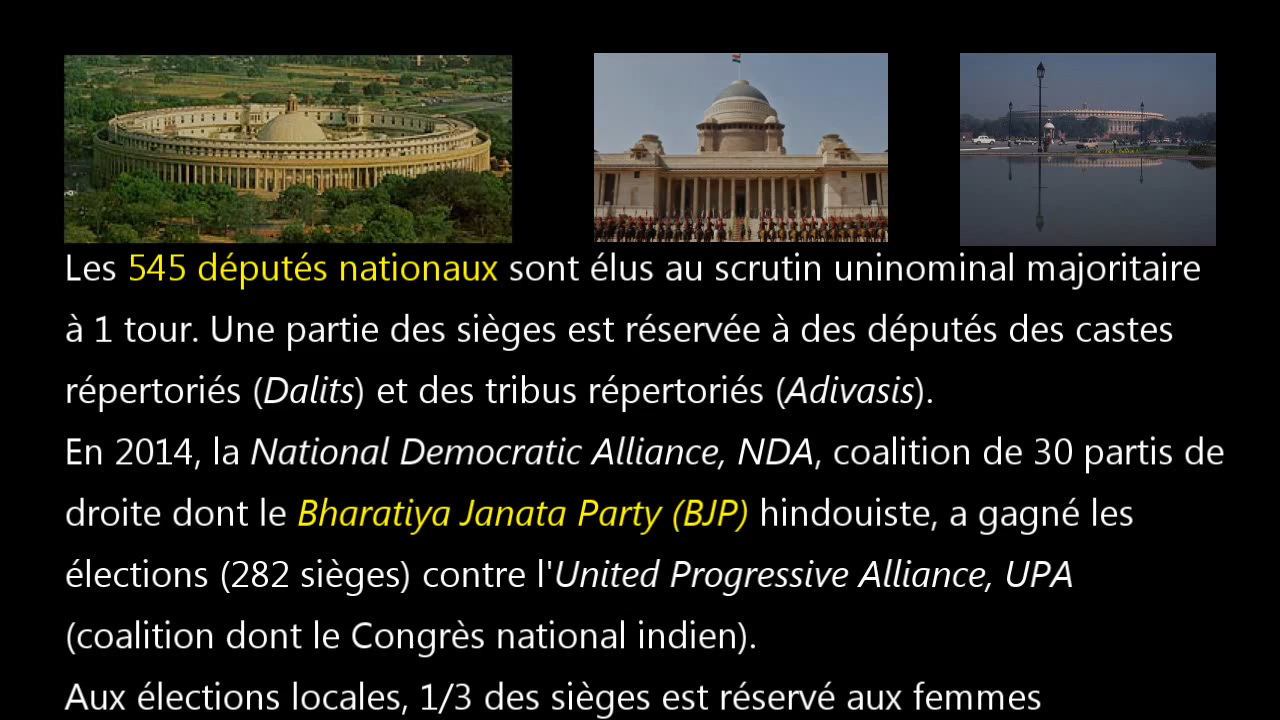 Les 545 députés nationaux sont élus au scrutin uninominal majoritaire
à 1 tour. Une partie des sièges est réservée à des députés des castes
répertoriés (Dalits) et des tribus répertoriés (Adivasis).
En 2014, la National Democratic Alliance, NDA, coalition de 30 partis de
droite dont le Bharatiya Janata Party (BJP) hindouiste, a gagné les
élections (282 sièges) contre l'United Progressive Alliance, UPA
(coalition dont le Congrès national indien).
Aux élections locales, 1/3 des sièges est réservé aux femmes